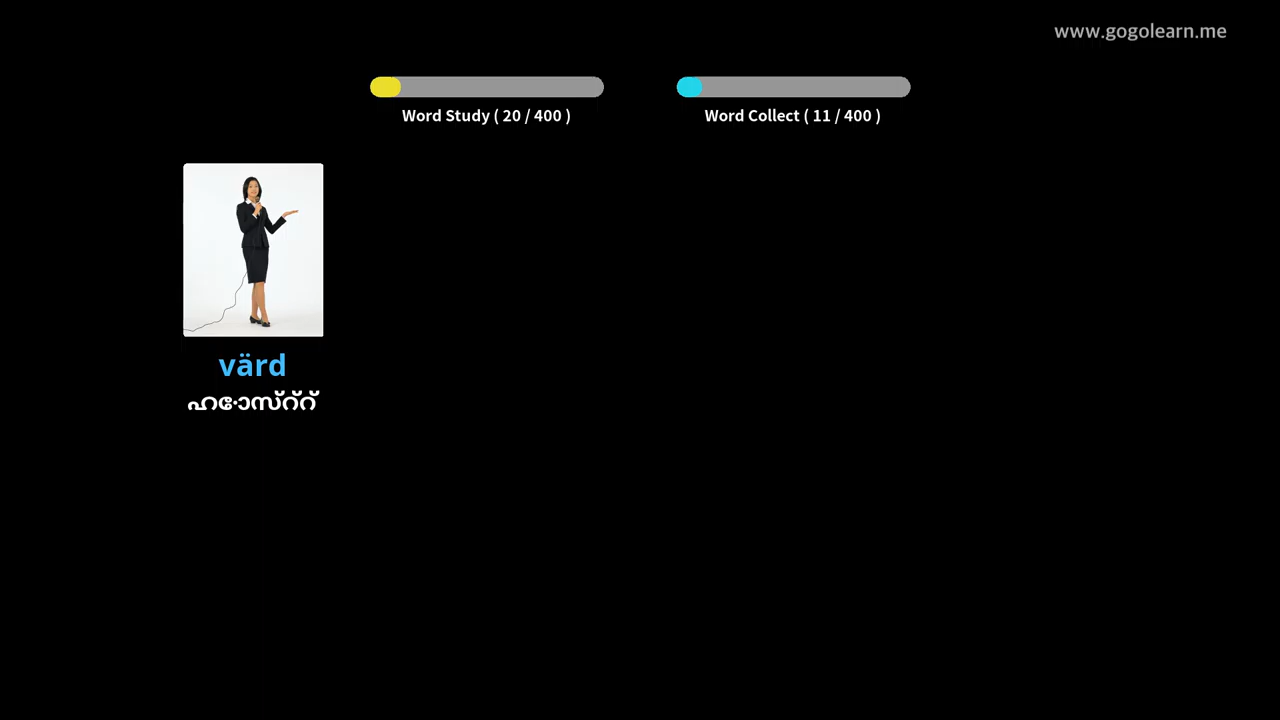 www.gogolearn.me
Word Study ( 20 / 400 )
Word Collect ( 11 / 400 )
värd
ഹോസ്റ്റ്